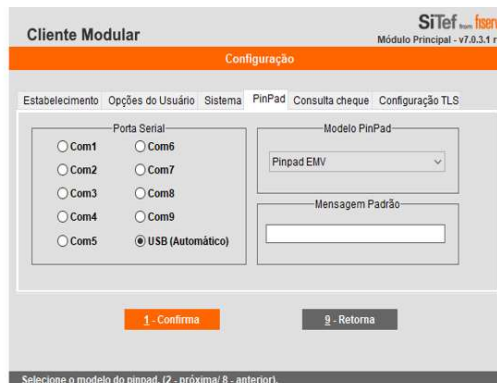 Cliente Modular
SiTef from fiserv
Módulo Principal - v7.0.3.1 r
Configuração
Estabelecimento Opções do Usuário Sistema PinPad Consulta cheque Configuração TLS
Porta Serial
Com1 Com6
Com2 Com7
Com3 Com8
Com4 Com9
Com5 USB (Automático)
Modelo PinPad
Pinpad EMV
Mensagem Padrão
1 - Confirma 9 - Retorna
Selecione o modelo do pinpad. (2 - próxima/ 8 - anterior).